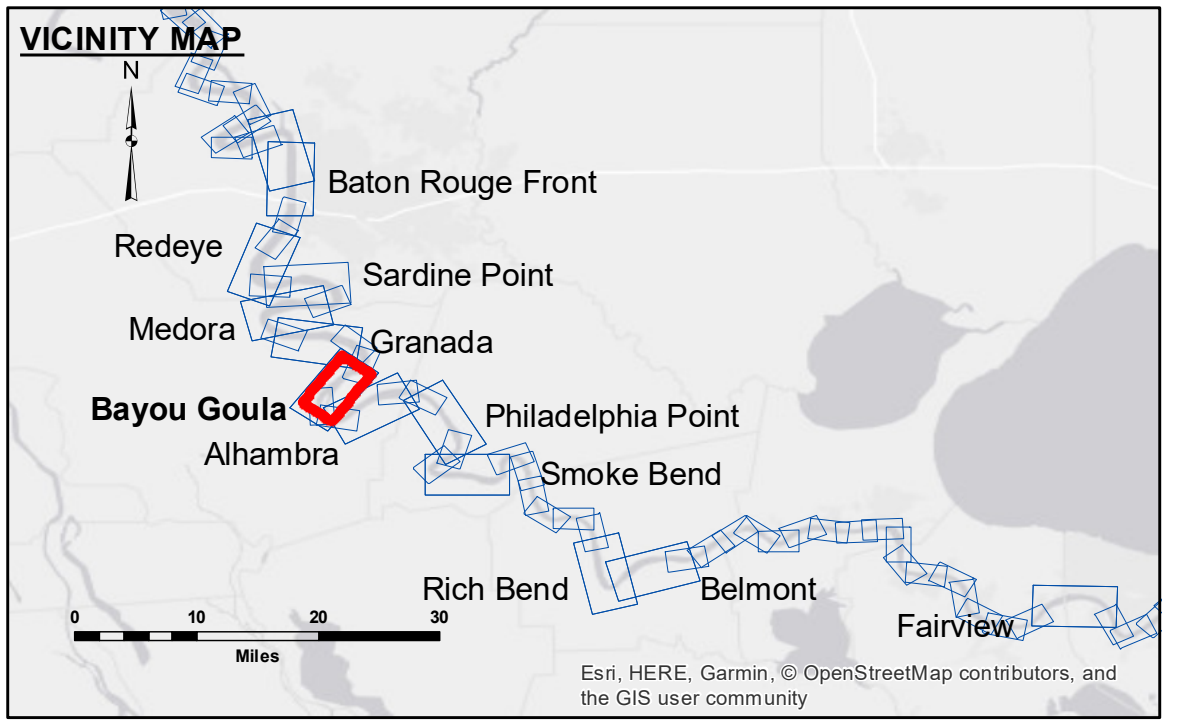 VICINITY MAP
N
Baton Rouge Front
Redeye
Sardine Point
Medora
Granada
Bayou Goula
Philadelphia Point
Alhambra
Smoke Bend
Rich Bend
Belmont
Fairview
0 10 20 30
Miles
Esri, HERE, Garmin, © OpenStreetMap contributors, and
the GIS user community